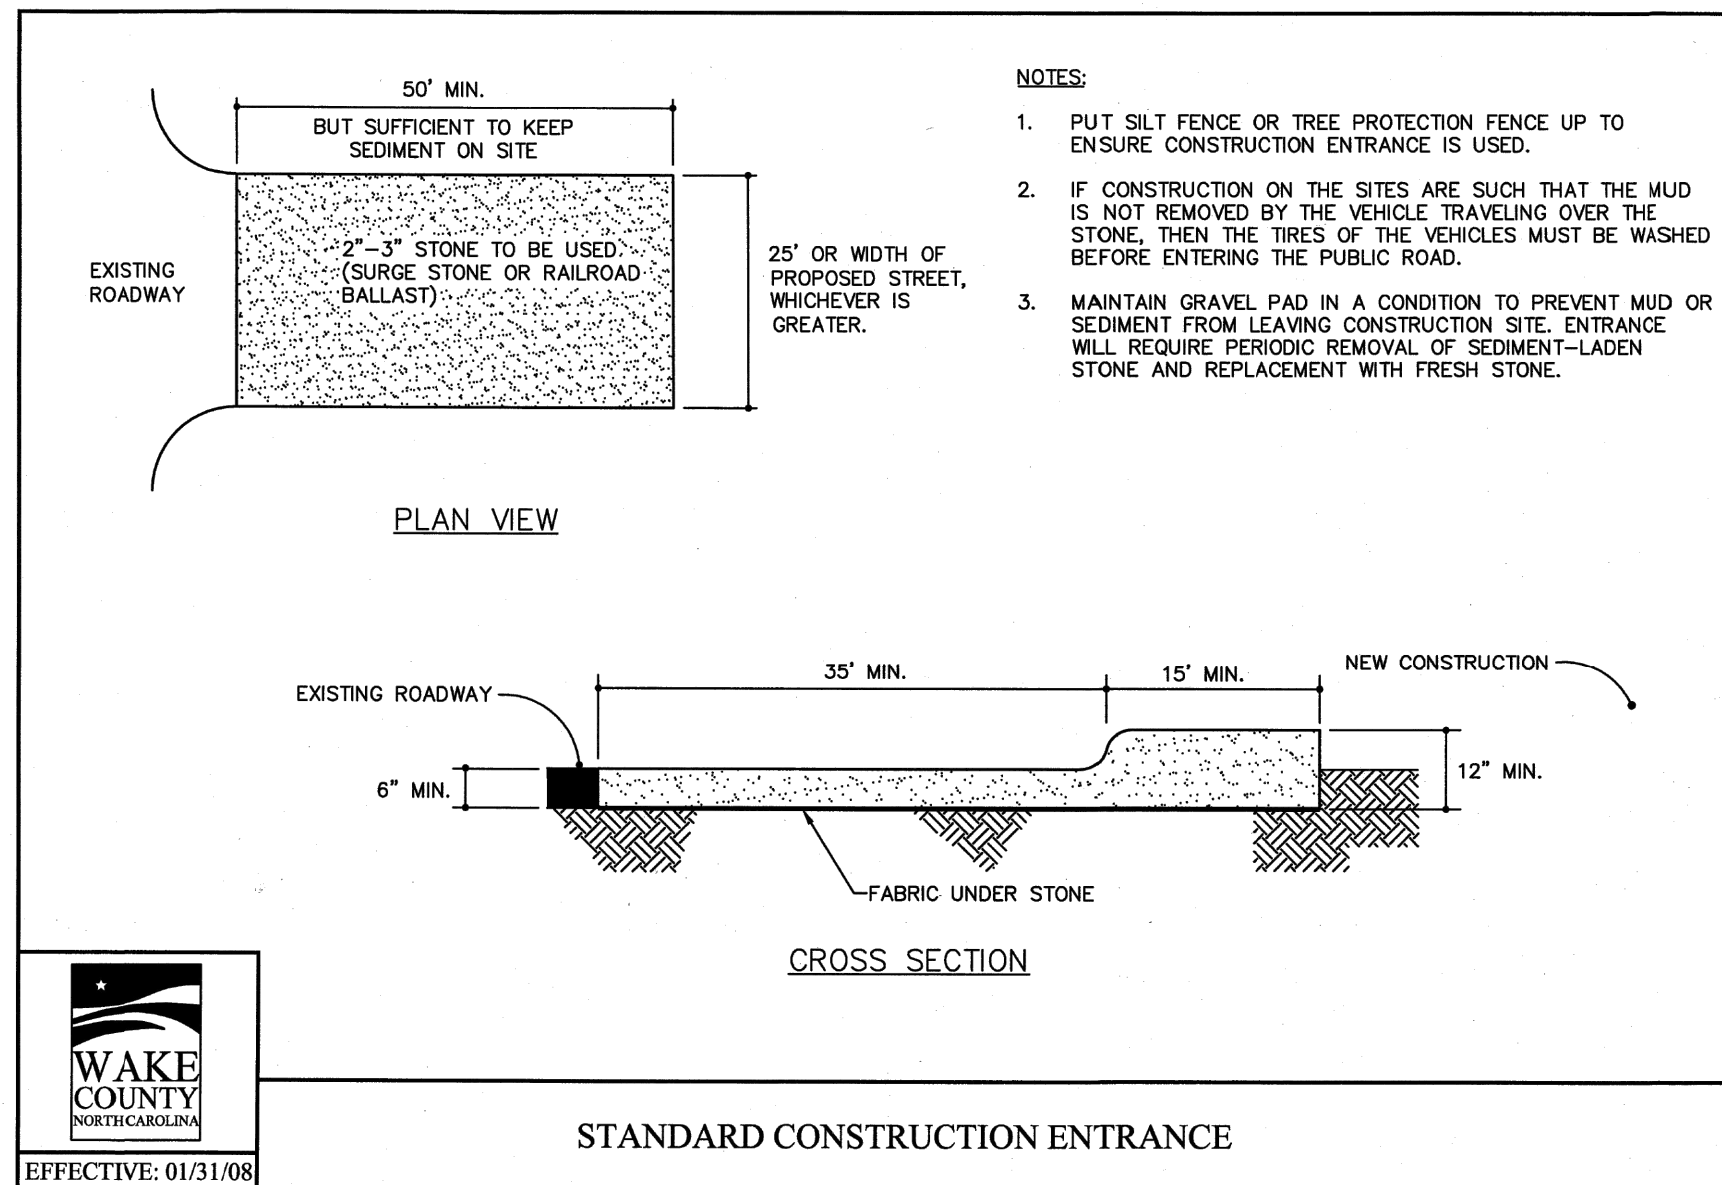 50' MIN.
BUT SUFFICIENT TO KEEP
SEDIMENT ON SITE
2"-3" STONE TO BE USED.
(SURGE STONE OR RAILROAD
BALLAST)
EXISTING
ROADWAY
25' OR WIDTH OF
PROPOSED STREET,
WHICHEVER IS
GREATER.
PLAN VIEW
NOTES:
1. PUT SILT FENCE OR TREE PROTECTION FENCE UP TO
ENSURE CONSTRUCTION ENTRANCE IS USED.
2. IF CONSTRUCTION ON THE SITES ARE SUCH THAT THE MUD
IS NOT REMOVED BY THE VEHICLE TRAVELING OVER THE
STONE, THEN THE TIRES OF THE VEHICLES MUST BE WASHED
BEFORE ENTERING THE PUBLIC ROAD.
3. MAINTAIN GRAVEL PAD IN A CONDITION TO PREVENT MUD OR
SEDIMENT FROM LEAVING CONSTRUCTION SITE. ENTRANCE
WILL REQUIRE PERIODIC REMOVAL OF SEDIMENT-LADEN
STONE AND REPLACEMENT WITH FRESH STONE.
35' MIN.
15' MIN.
NEW CONSTRUCTION
EXISTING ROADWAY
6" MIN.
12" MIN.
FABRIC UNDER STONE
CROSS SECTION
WAKE
COUNTY
NORTH CAROLINA
EFFECTIVE: 01/31/08
STANDARD CONSTRUCTION ENTRANCE